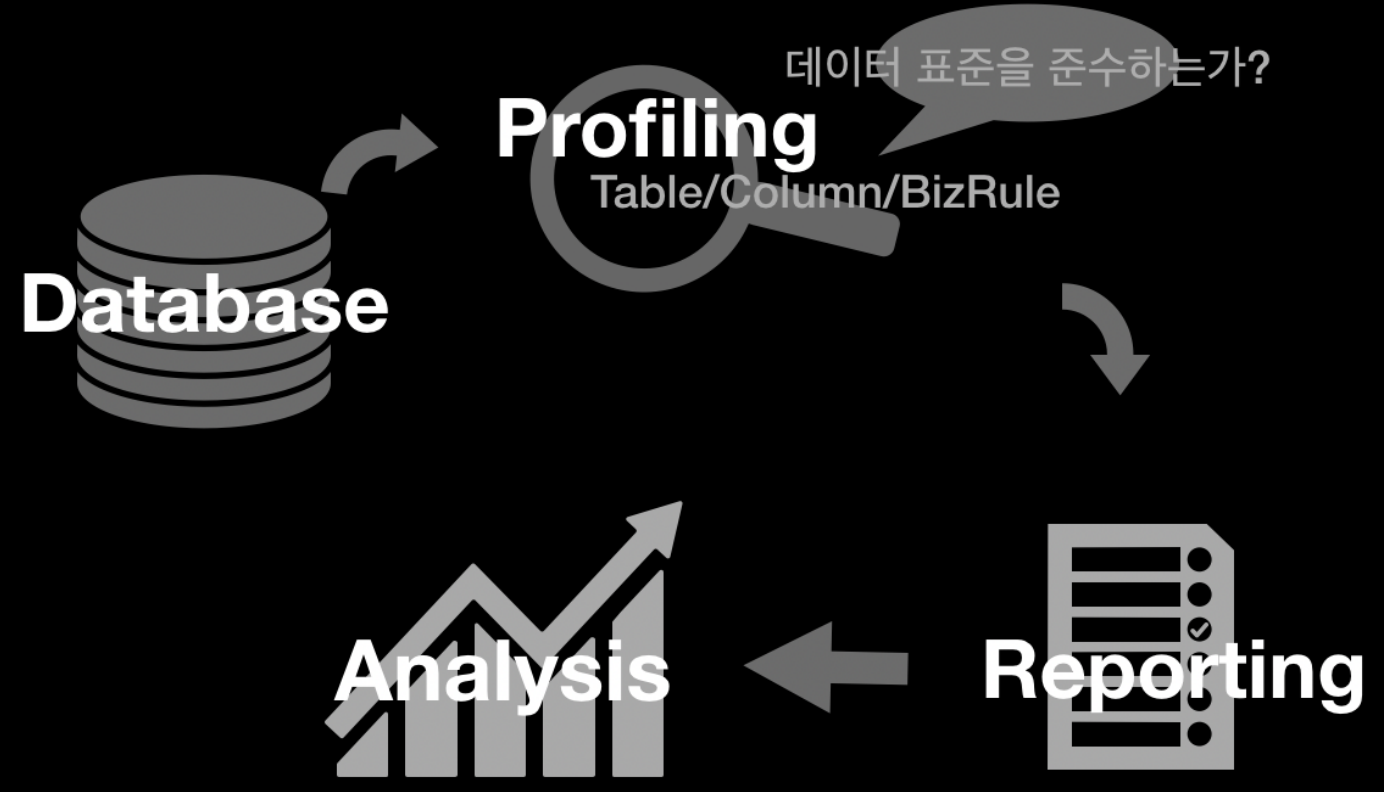 데이터 표준을 준수하는가?
Profiling
Table/Column/BizRule
Database
Analysis
Reporting